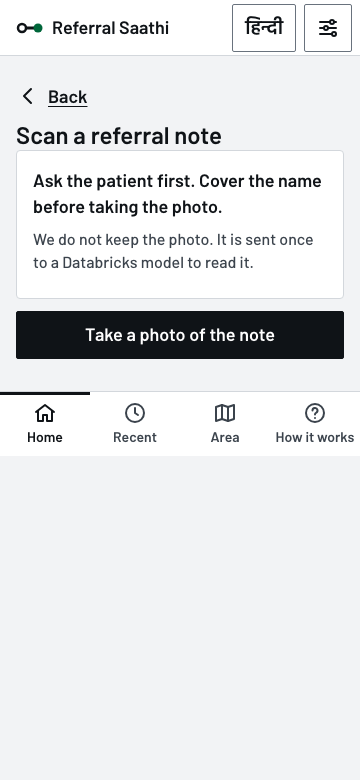 Referral Saathi
हिन्दी
Back
Scan a referral note
Ask the patient first. Cover the name
before taking the photo.
We do not keep the photo. It is sent once
to a Databricks model to read it.
Take a photo of the note
Home
Recent
Area
How it works